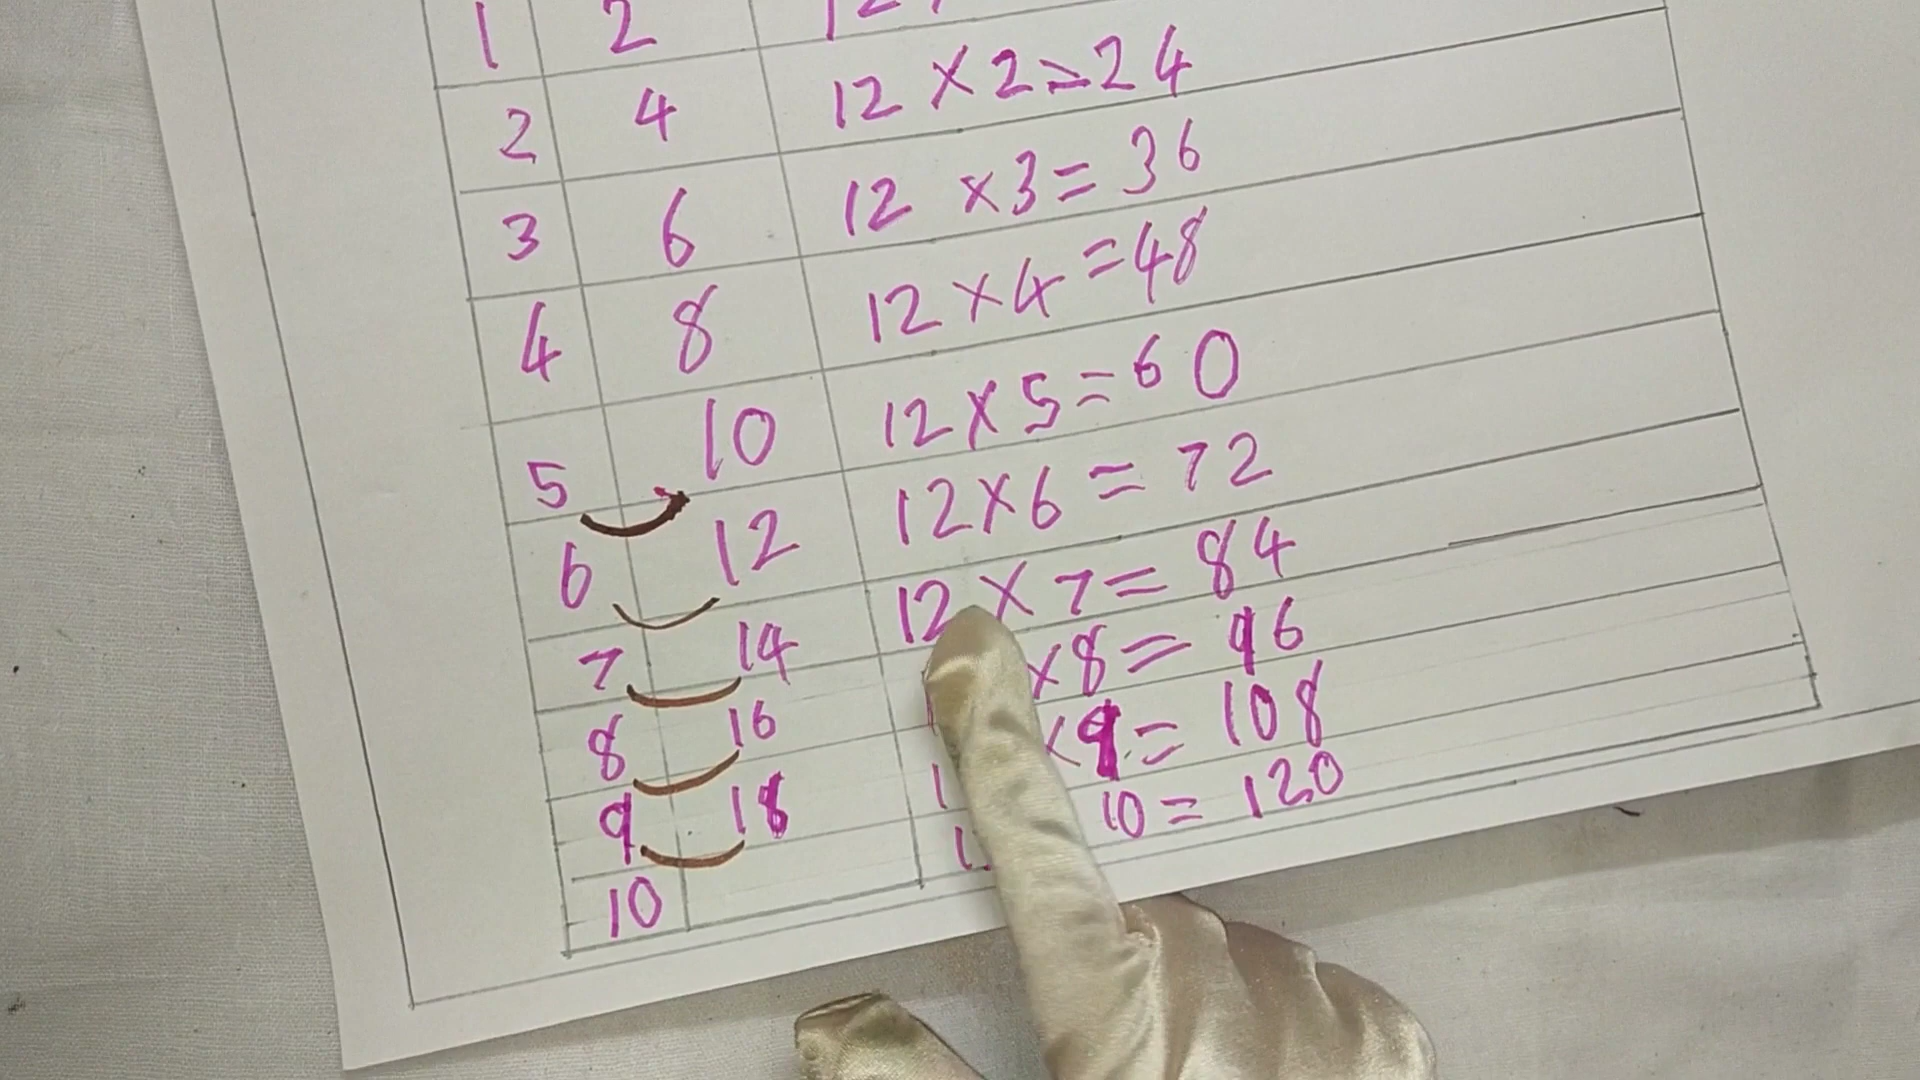 1 2 12
2 4 12 × 2 = 24
3 6 12 × 3 = 36
4 8 12 × 4 = 48
5 10 12 × 5 = 60
6 12 12 × 6 = 72
7 14 12 × 7 = 84
8 16 × 8 = 96
9 18 × 9 = 108
10 10 = 120